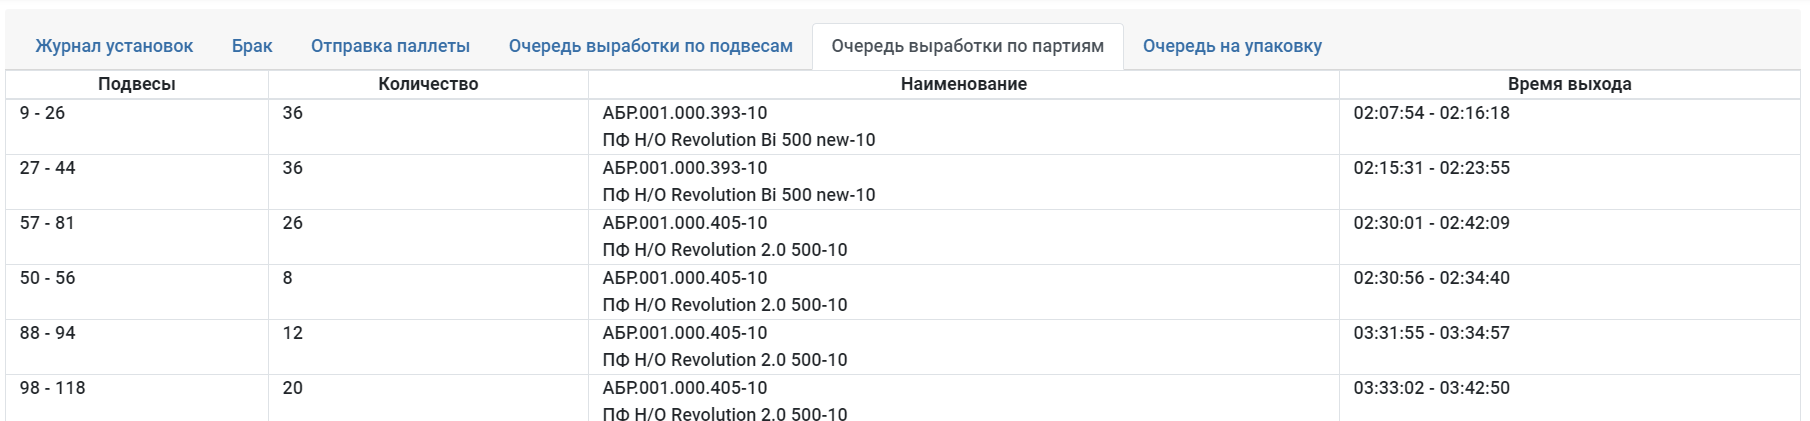 Журнал установок Брак Отправка паллеты Очередь выработки по подвесам Очередь выработки по партиям Очередь на упаковку
Подвесы Количество Наименование Время выхода
9 - 26 36 АБР.001.000.393-10 02:07:54 - 02:16:18
ПФ Н/О Revolution Bi 500 new-10
27 - 44 36 АБР.001.000.393-10 02:15:31 - 02:23:55
ПФ Н/О Revolution Bi 500 new-10
57 - 81 26 АБР.001.000.405-10 02:30:01 - 02:42:09
ПФ Н/О Revolution 2.0 500-10
50 - 56 8 АБР.001.000.405-10 02:30:56 - 02:34:40
ПФ Н/О Revolution 2.0 500-10
88 - 94 12 АБР.001.000.405-10 03:31:55 - 03:34:57
ПФ Н/О Revolution 2.0 500-10
98 - 118 20 АБР.001.000.405-10 03:33:02 - 03:42:50
ПФ Н/О Revolution 2.0 500-10